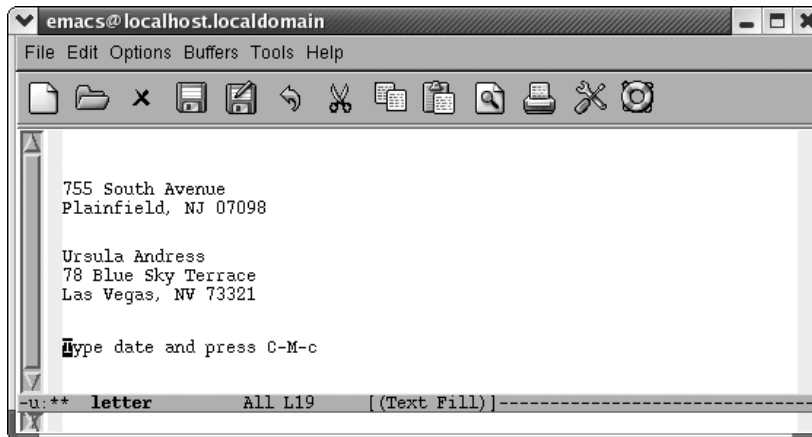 emacs@localhost.localdomain
File Edit Options Buffers Tools Help
755 South Avenue
Plainfield, NJ 07098
Ursula Andress
78 Blue Sky Terrace
Las Vegas, NV 73321
Type date and press C-M-c
-u:** letter All L19 [(Text Fill)]------------------------------